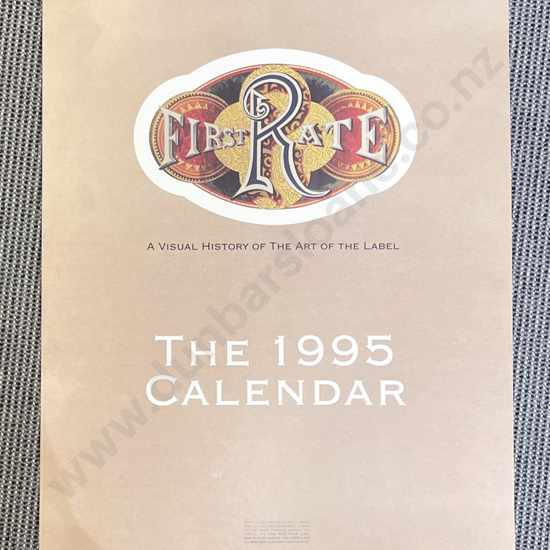 FIRST RATE
A VISUAL HISTORY OF THE ART OF THE LABEL
THE 1995
CALENDAR
www.dunbarsloane.co.nz